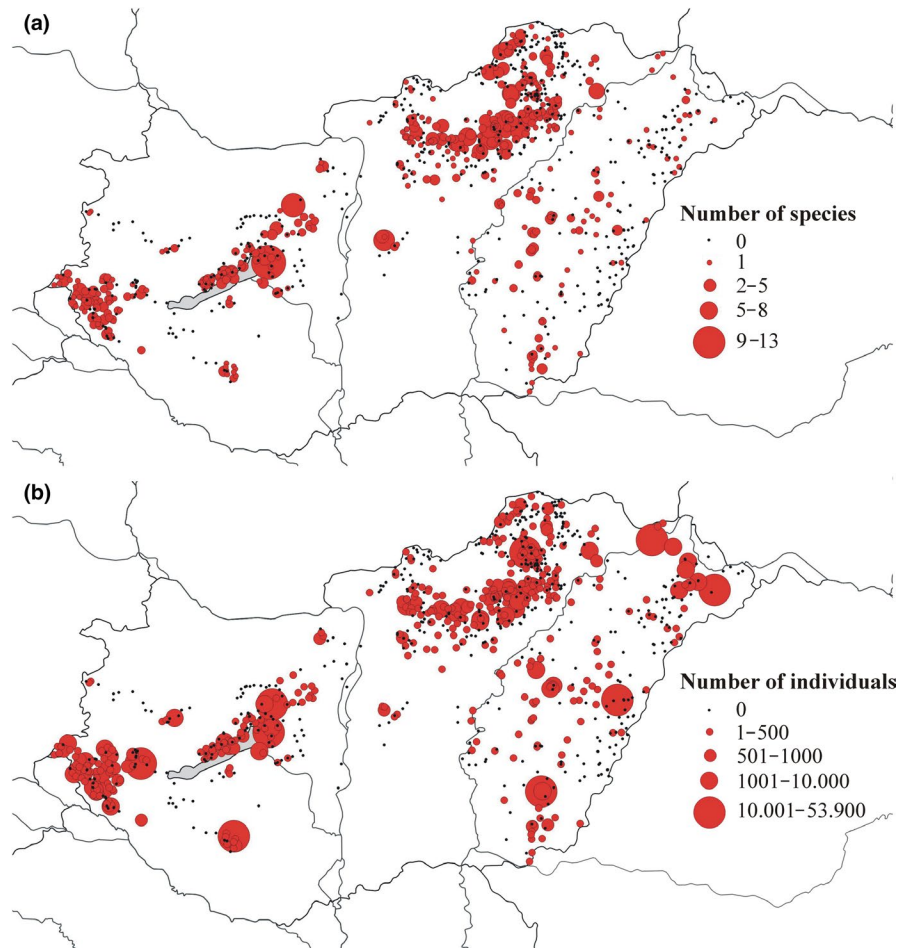 (a)
Number of species
0
1
2–5
5–8
9–13
(b)
Number of individuals
0
1–500
501–1000
1001–10.000
10.001–53.900